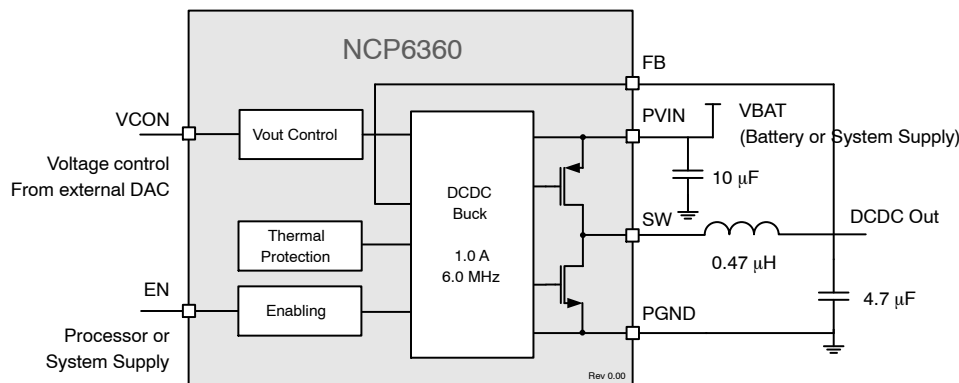 NCP6360
FB
VCON
Vout Control
PVIN
VBAT
(Battery or System Supply)
Voltage control
From external DAC
10 μF
DCDC
Buck
1.0 A
6.0 MHz
SW
DCDC Out
Thermal
Protection
0.47 μH
EN
Enabling
4.7 μF
PGND
Processor or
System Supply
Rev 0.00